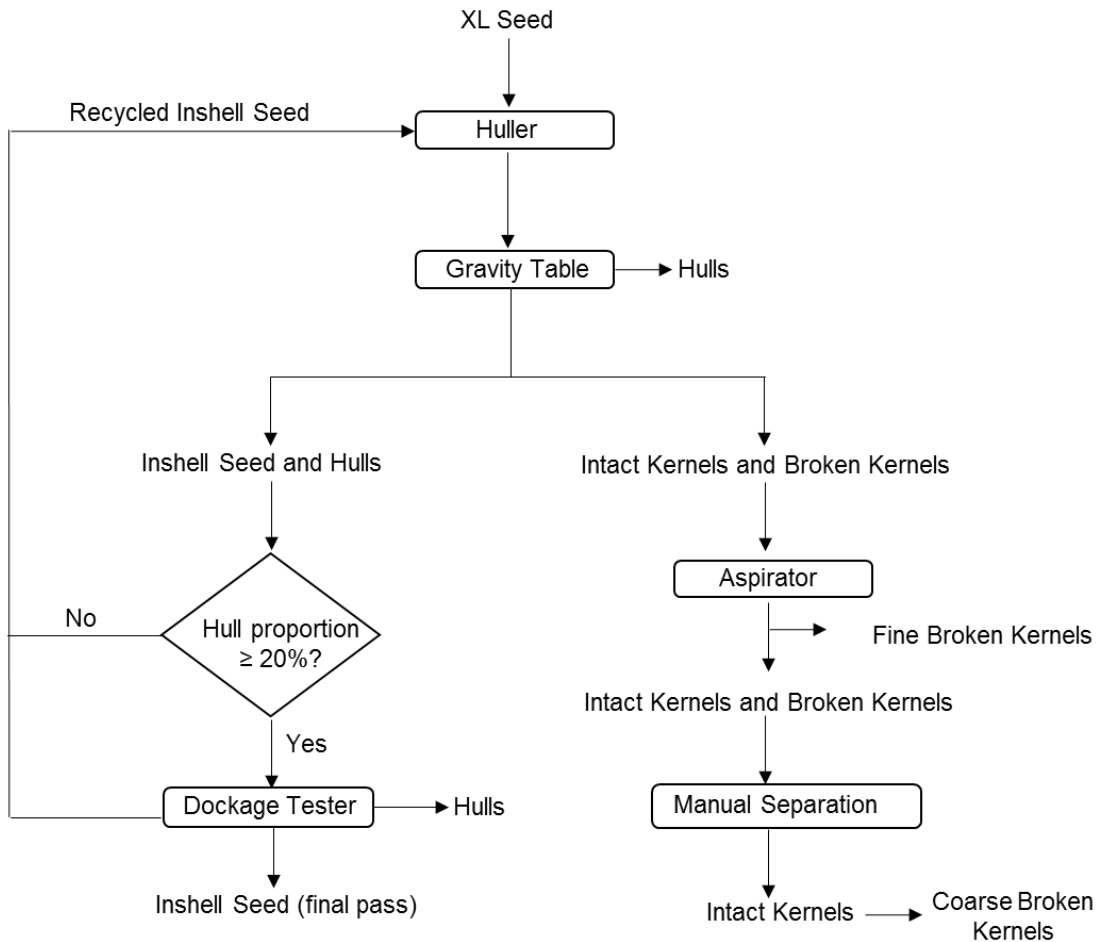 XL Seed
Recycled Inshell Seed
Huller
Gravity Table
Hulls
Inshell Seed and Hulls
Intact Kernels and Broken Kernels
Aspirator
No
Hull proportion
≥ 20%?
Fine Broken Kernels
Intact Kernels and Broken Kernels
Yes
Dockage Tester
Hulls
Manual Separation
Inshell Seed (final pass)
Intact Kernels
Coarse Broken
Kernels